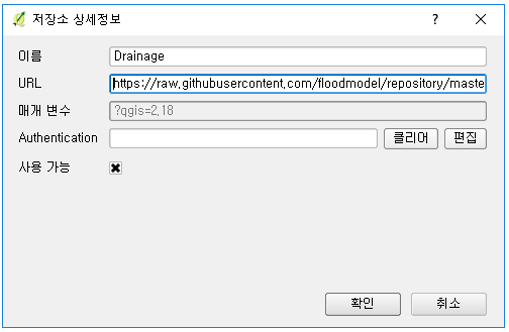 저장소 상세정보
?
이름
Drainage
URL
https://raw.githubusercontent.com/floodmodel/repository/maste
매개 변수
?qgis=2.18
Authentication
클리어
편집
사용 가능
확인
취소